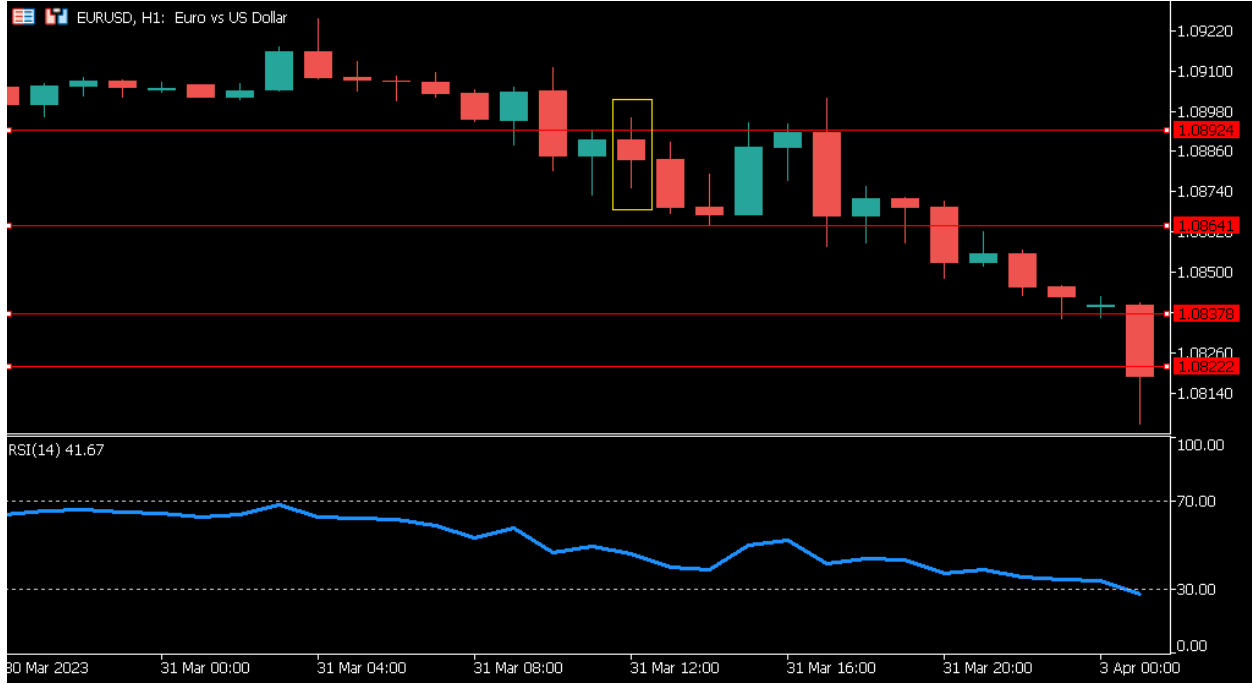 EURUSD, H1: Euro vs US Dollar
1.09220
1.09100
1.08980
1.08924
1.08860
1.08740
1.08641
1.08620
1.08500
1.08378
1.08260
1.08222
1.08140
RSI(14) 41.67
100.00
70.00
30.00
0.00
30 Mar 2023
31 Mar 00:00
31 Mar 04:00
31 Mar 08:00
31 Mar 12:00
31 Mar 16:00
31 Mar 20:00
3 Apr 00:00